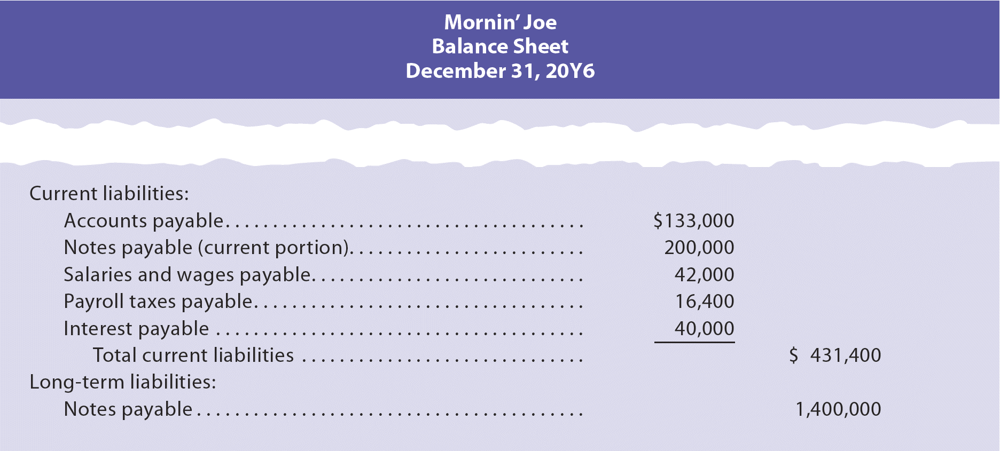 Mornin’ Joe
Balance Sheet
December 31, 20Y6
Current liabilities:
Accounts payable. . . . . . . . . . . . . . . . . . . . . . . . . . . . . . . . . . . . . . $133,000
Notes payable (current portion). . . . . . . . . . . . . . . . . . . . . . . . . 200,000
Salaries and wages payable. . . . . . . . . . . . . . . . . . . . . . . . . . . . . 42,000
Payroll taxes payable. . . . . . . . . . . . . . . . . . . . . . . . . . . . . . . . . . . 16,400
Interest payable . . . . . . . . . . . . . . . . . . . . . . . . . . . . . . . . . . . . . . . 40,000
Total current liabilities . . . . . . . . . . . . . . . . . . . . . . . . . . . . . . $ 431,400
Long-term liabilities:
Notes payable . . . . . . . . . . . . . . . . . . . . . . . . . . . . . . . . . . . . . . . . . 1,400,000